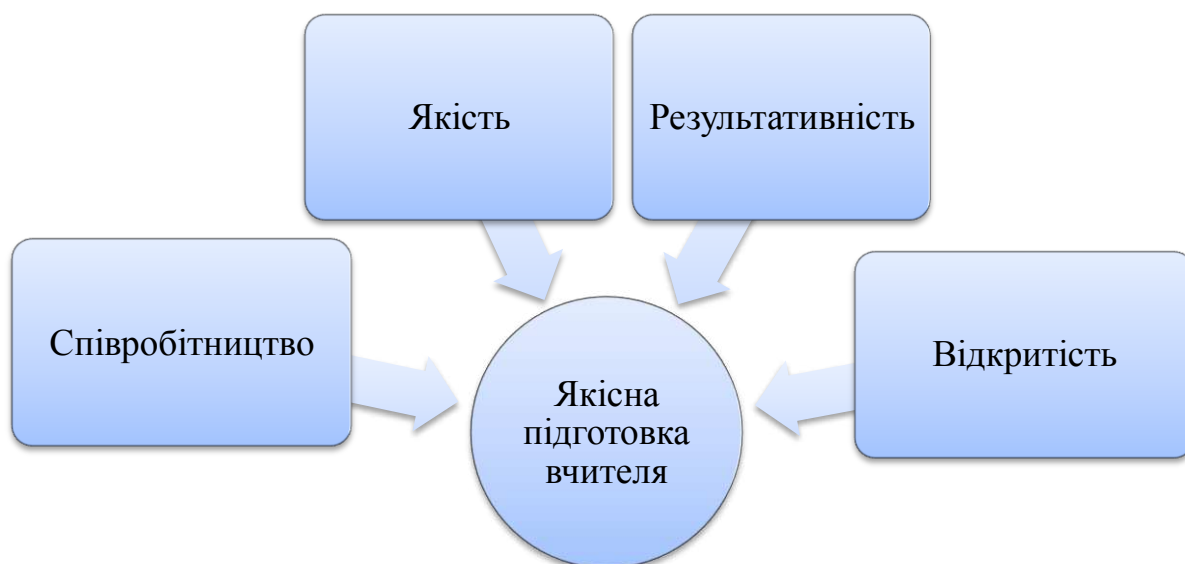 Якість
Результативність
Співробітництво
Відкритість
Якісна
підготовка
вчителя